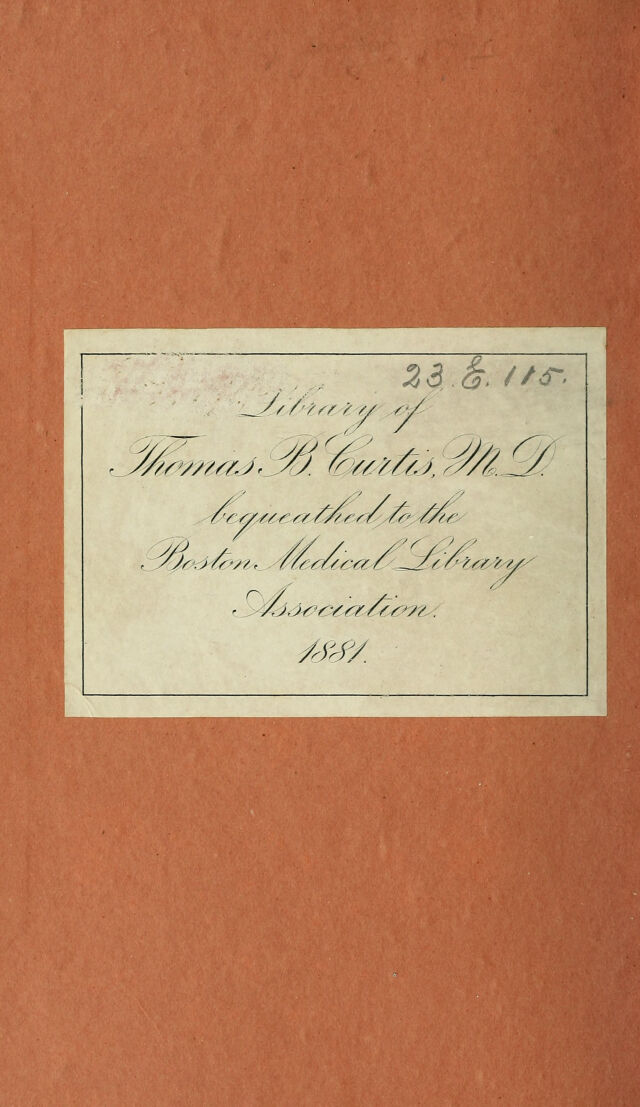 23.E.115.
Library of
Thomas B. Curtis, M.D.
bequeathed to the
Boston Medical Library
Association.
1881.